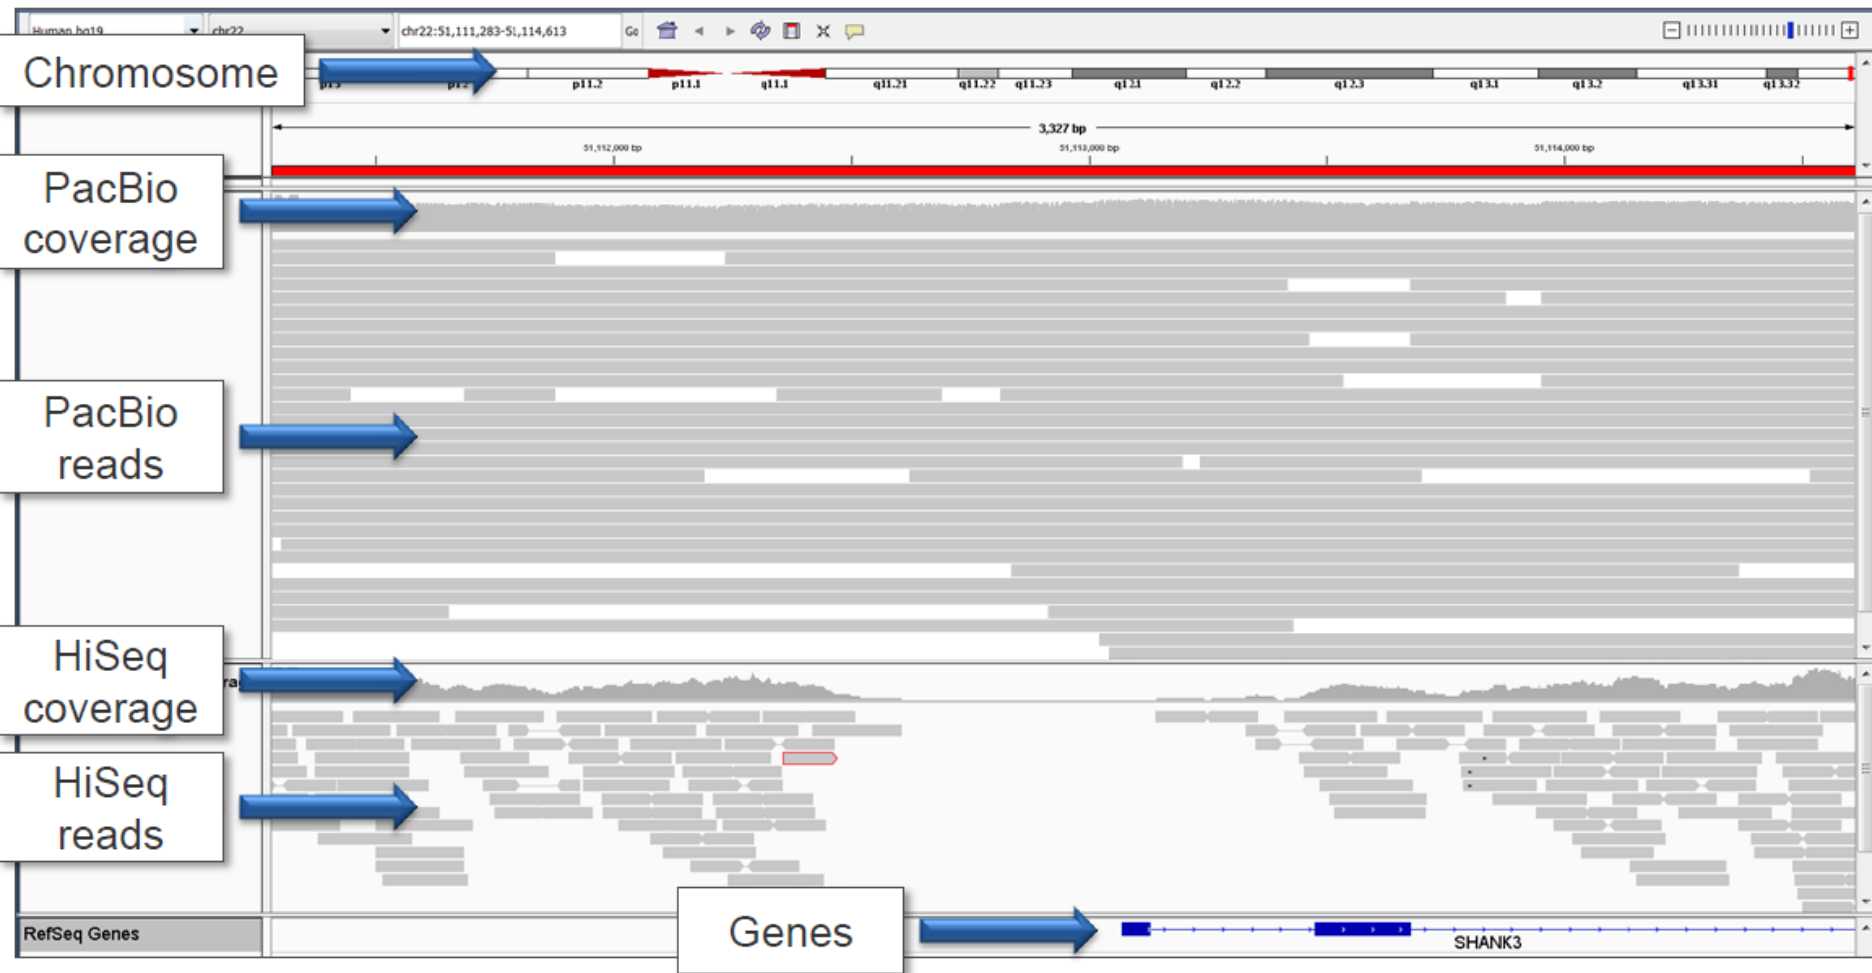 Human hg19
chr22
chr22:51,111,283-51,114,613
Go
Chromosome
p13
p12
p11.2
p11.1
q11.1
q11.21
q11.22
q11.23
q12.1
q12.2
q12.3
q13.1
q13.2
q13.31
q13.32
3,327 bp
51,112,000 bp
51,113,000 bp
51,114,000 bp
PacBio
coverage
PacBio
reads
HiSeq
coverage
HiSeq
reads
Genes
RefSeq Genes
SHANK3